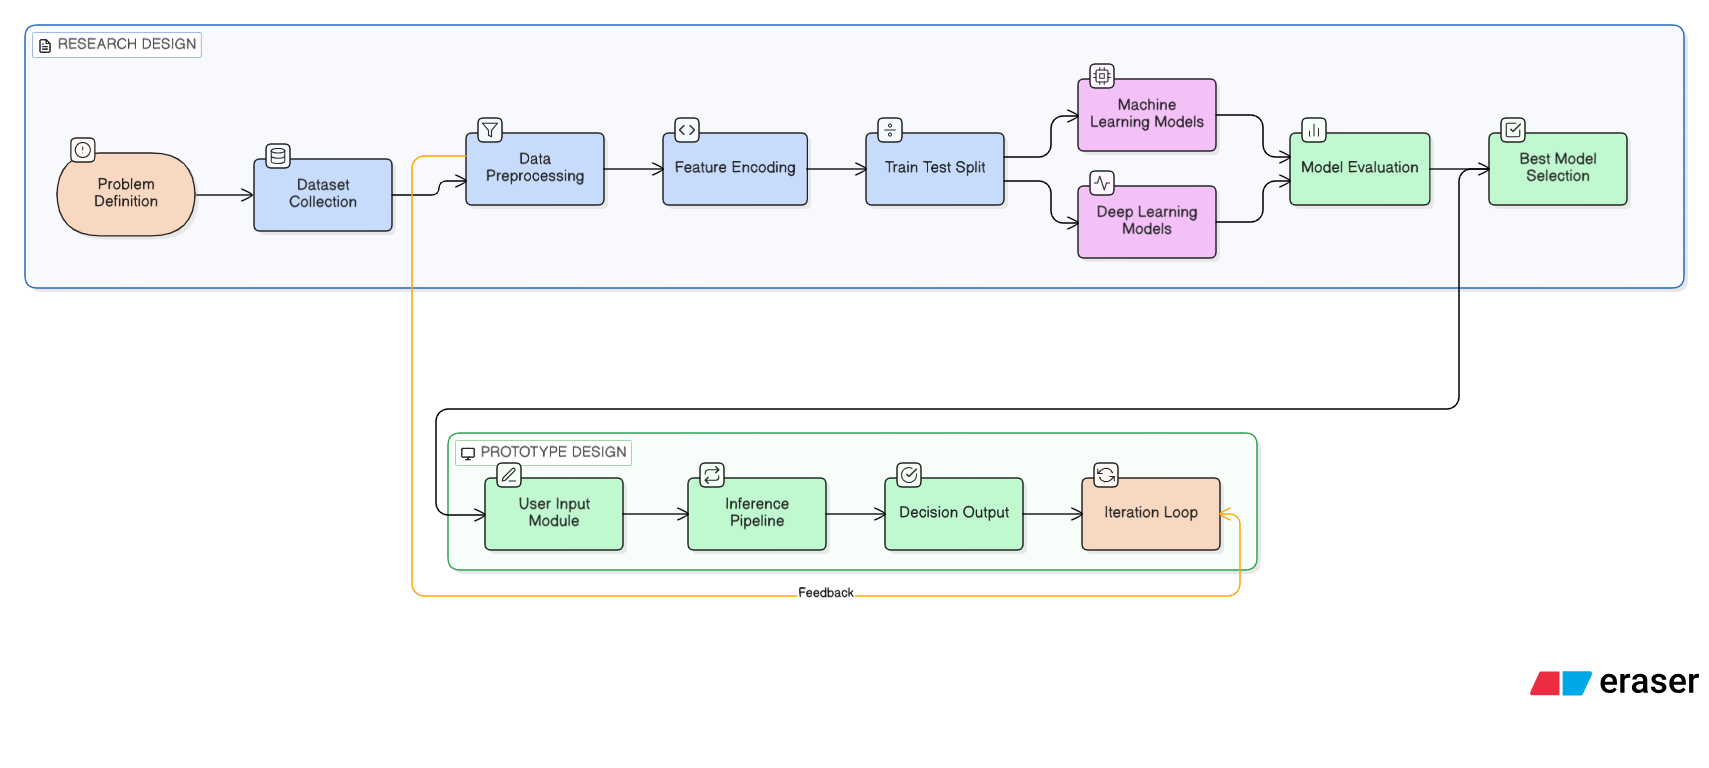 RESEARCH DESIGN
Problem
Definition
Dataset
Collection
Data
Preprocessing
Feature Encoding
Train Test Split
Machine
Learning Models
Deep Learning
Models
Model Evaluation
Best Model
Selection
PROTOTYPE DESIGN
User Input
Module
Inference
Pipeline
Decision Output
Iteration Loop
Feedback
eraser